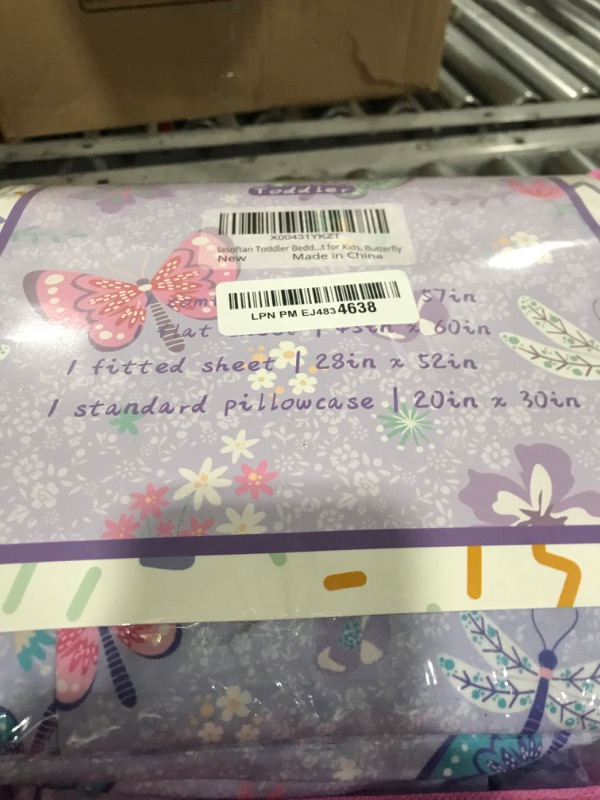 Toddler
X00431YKZT
Iasoftan Toddler Bedd...t for Kids, Butterfly
New Made in China
57in
LPN PM EJ4834638
60in
1 fitted sheet | 28in x 52in
1 standard pillowcase | 20in x 30in